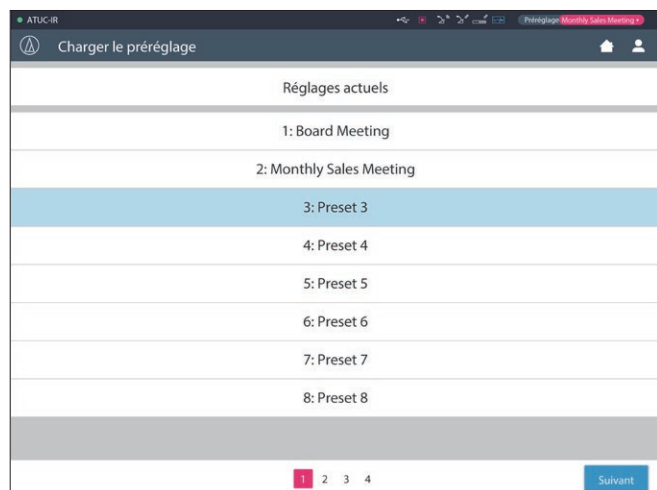 ATUC-IR
Préréglage Monthly Sales Meeting
Charger le préréglage
Réglages actuels
1: Board Meeting
2: Monthly Sales Meeting
3: Preset 3
4: Preset 4
5: Preset 5
6: Preset 6
7: Preset 7
8: Preset 8
1 2 3 4
Suivant